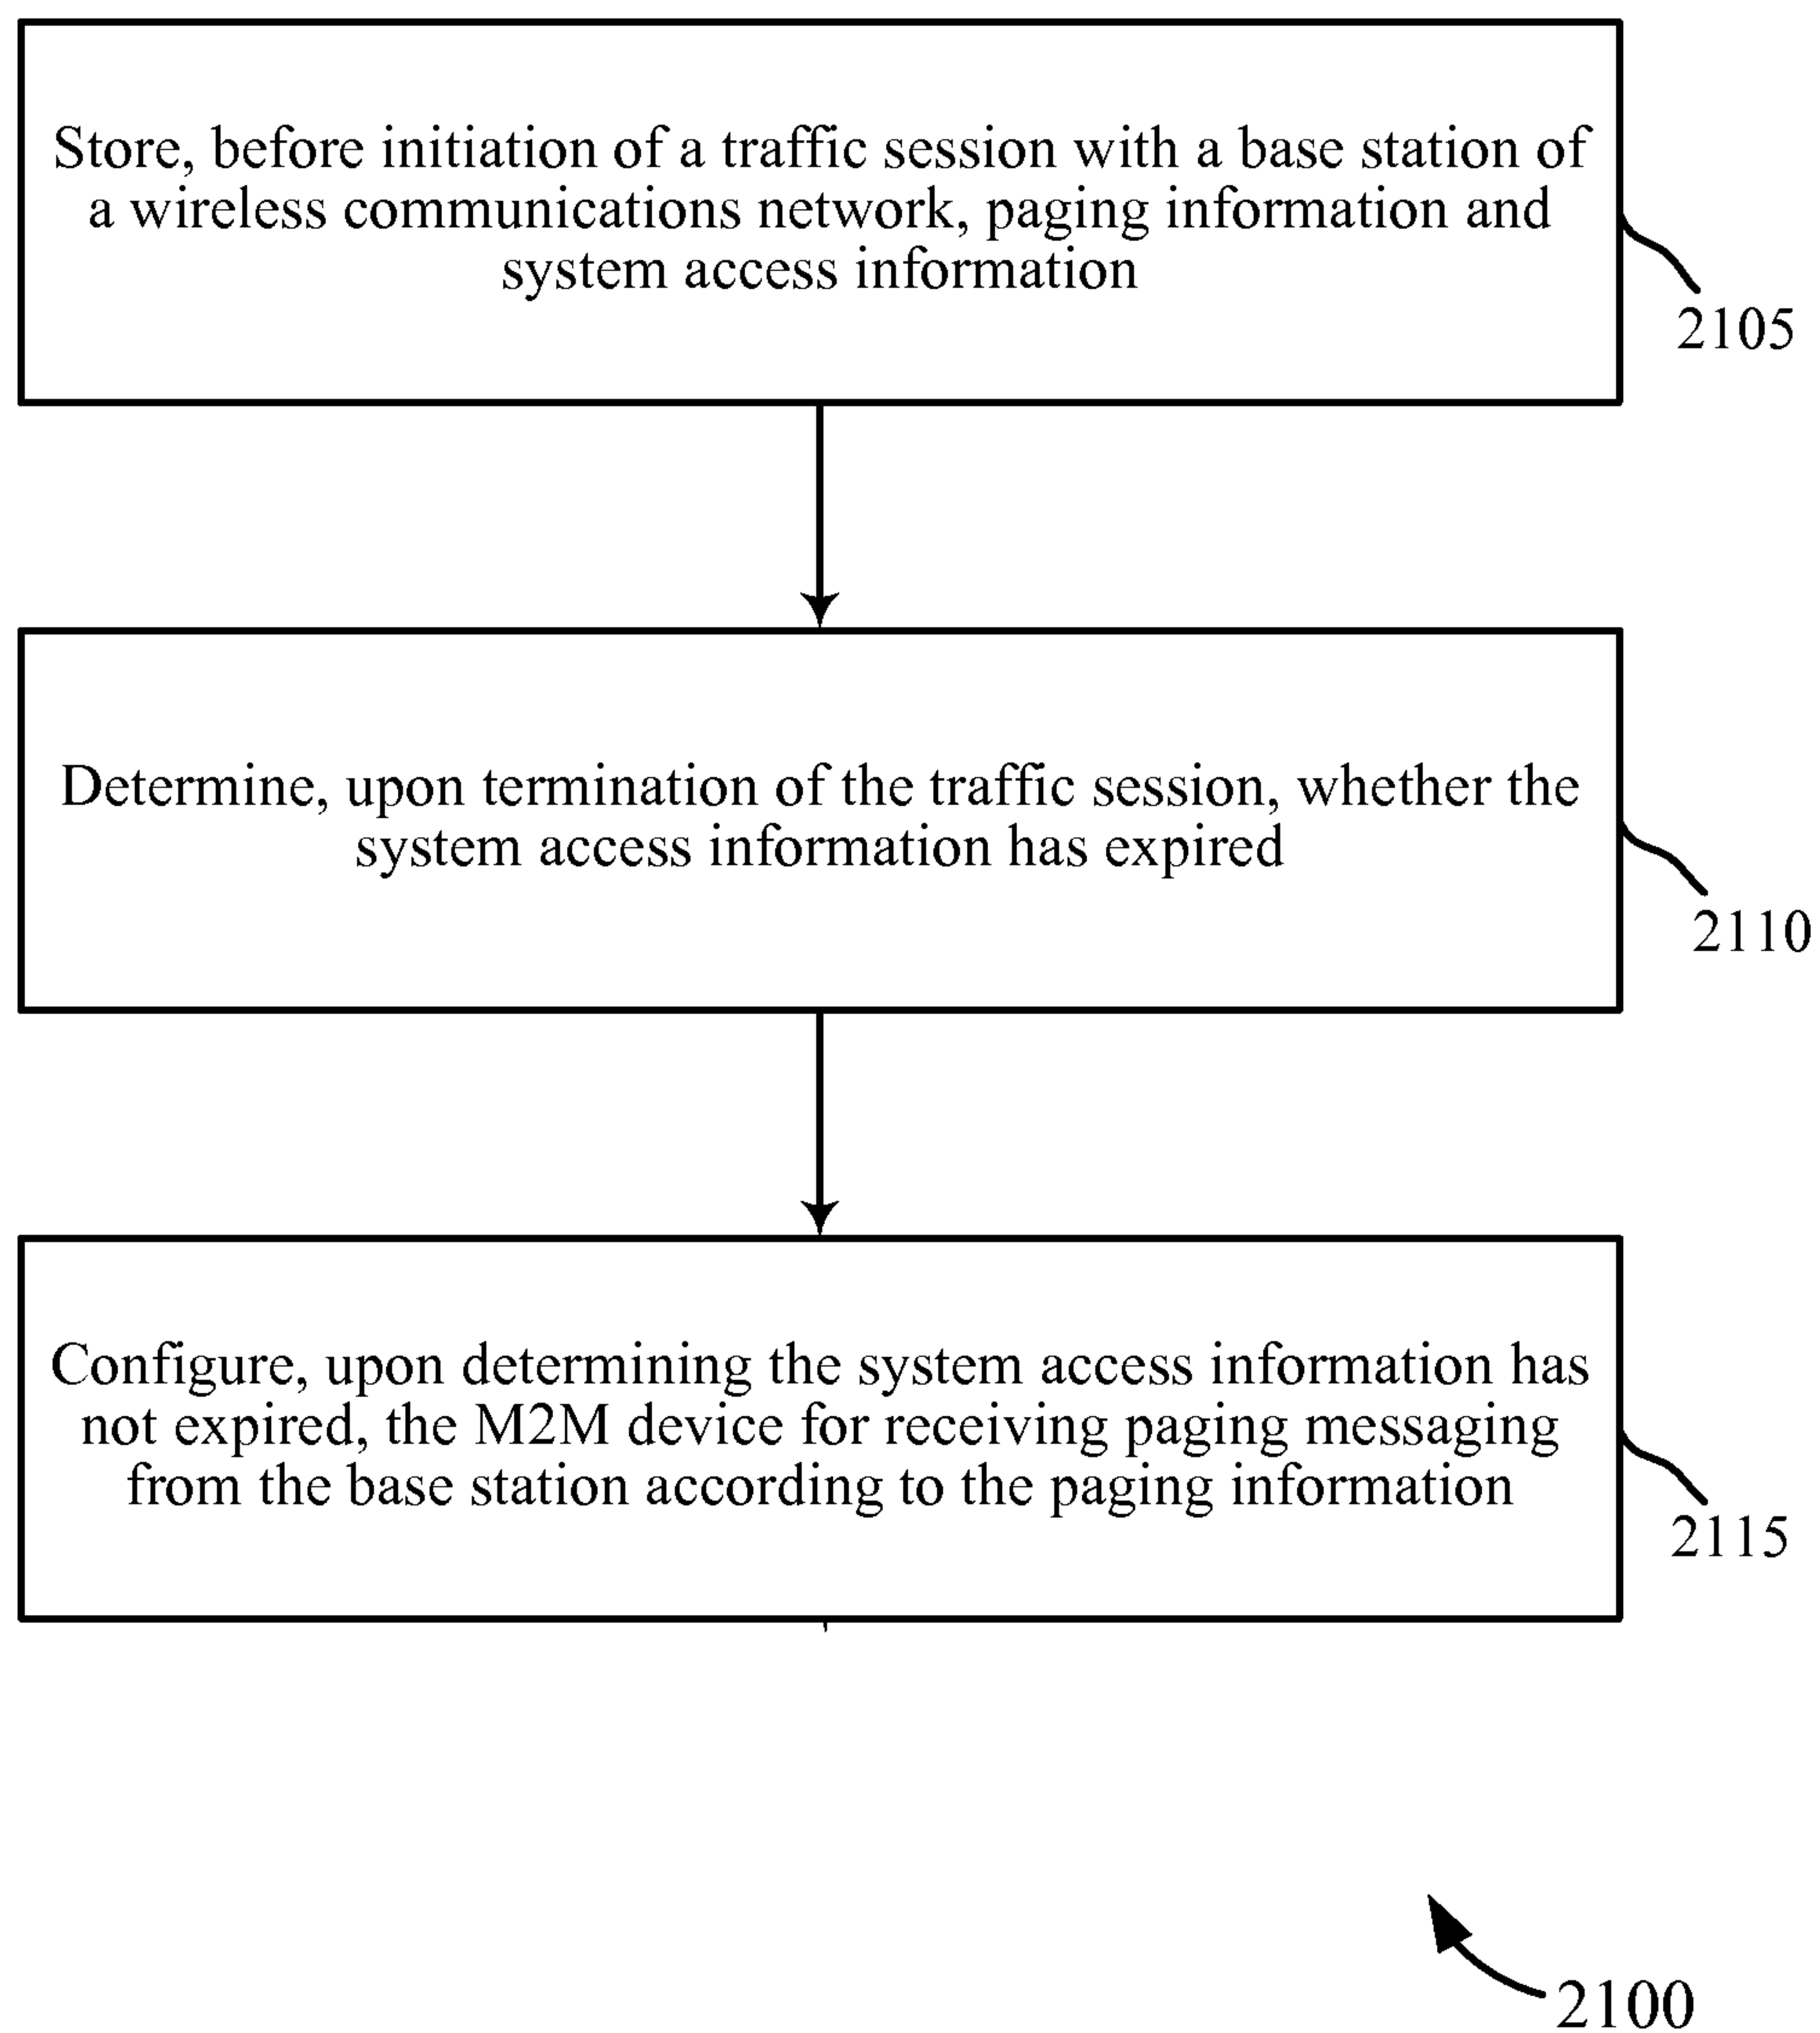 Store, before initiation of a traffic session with a base station of
a wireless communications network, paging information and
system access information
2105
Determine, upon termination of the traffic session, whether the
system access information has expired
2110
Configure, upon determining the system access information has
not expired, the M2M device for receiving paging messaging
from the base station according to the paging information
2115
2100